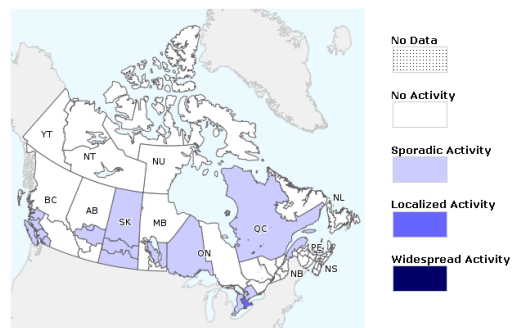 No Data
No Activity
Sporadic Activity
Localized Activity
Widespread Activity
YT
NT
NU
BC
AB
SK
MB
ON
QC
NL
PE
NB
NS